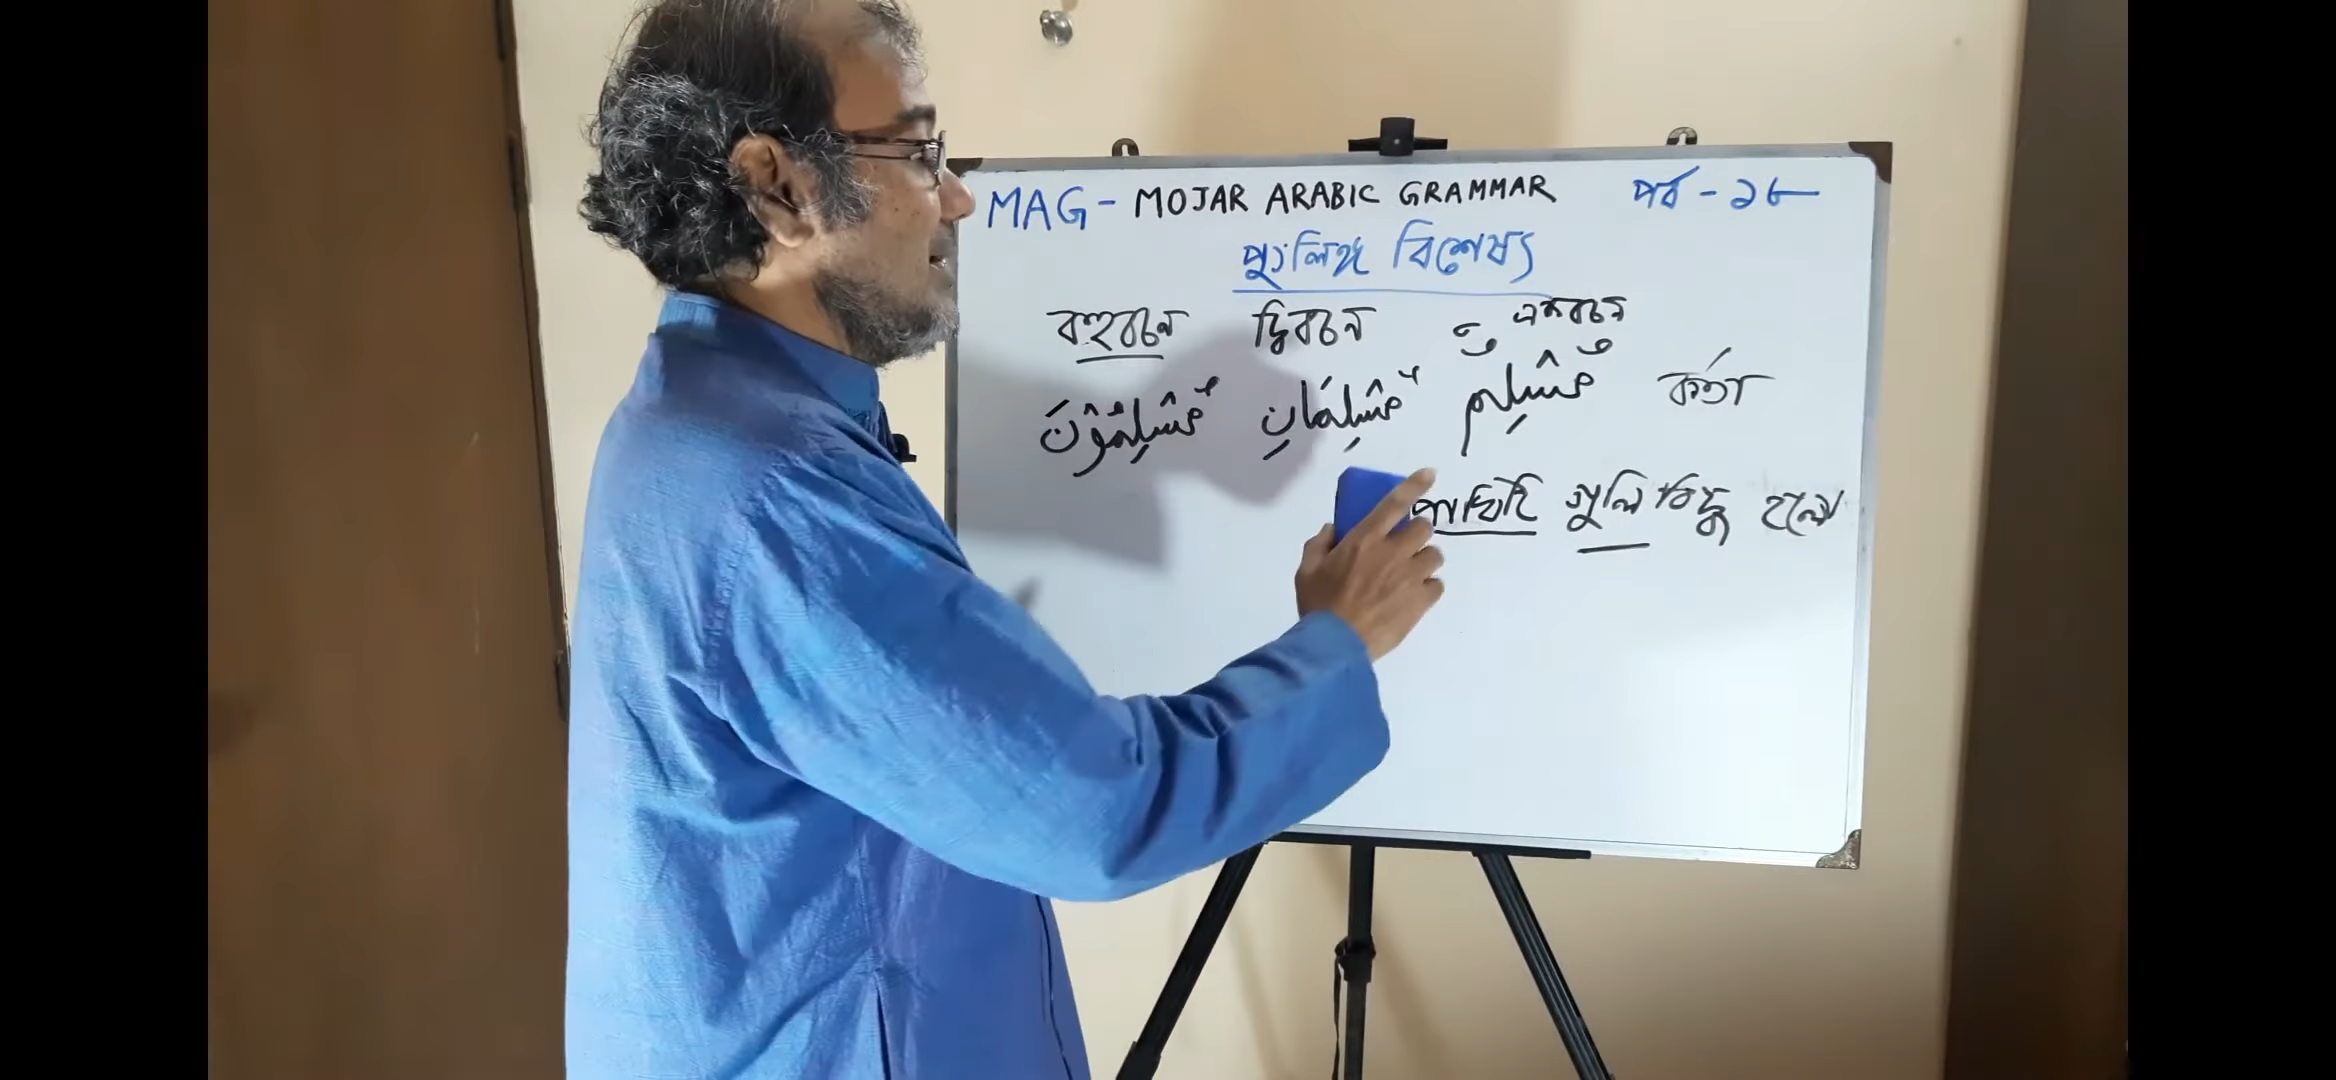 MAG - MOJAR ARABIC GRAMMAR পর্ব - ১৮
পুংলিঙ্গ বিশেষ্য
বহুবচন দ্বিবচন একবচন
مُسْلِمُوْنَ مُسْلِمَانِ مُسْلِمٌ কর্তা
পাখিটি গুলিবিদ্ধ হলো